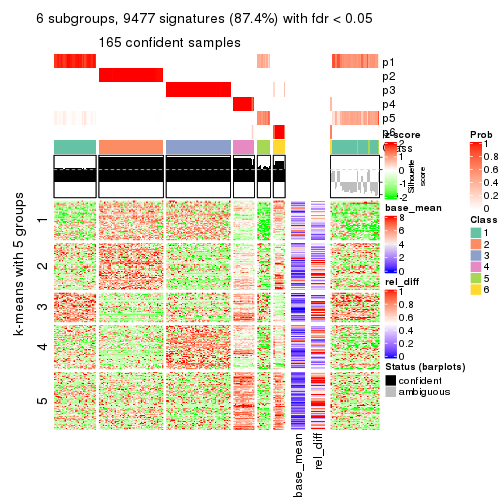 6 subgroups, 9477 signatures (87.4%) with fdr < 0.05
165 confident samples
p1
p2
p3
p4
p5
p6
Class
Silhouette score
k-means with 5 groups
1
2
3
4
5
base_mean
rel_diff
z-score
2
1
0
-1
-2
base_mean
8
6
4
2
0
rel_diff
1
0.8
0.6
0.4
0.2
0
Status (barplots)
confident
ambiguous
Prob
1
0.8
0.6
0.4
0.2
0
Class
1
2
3
4
5
6